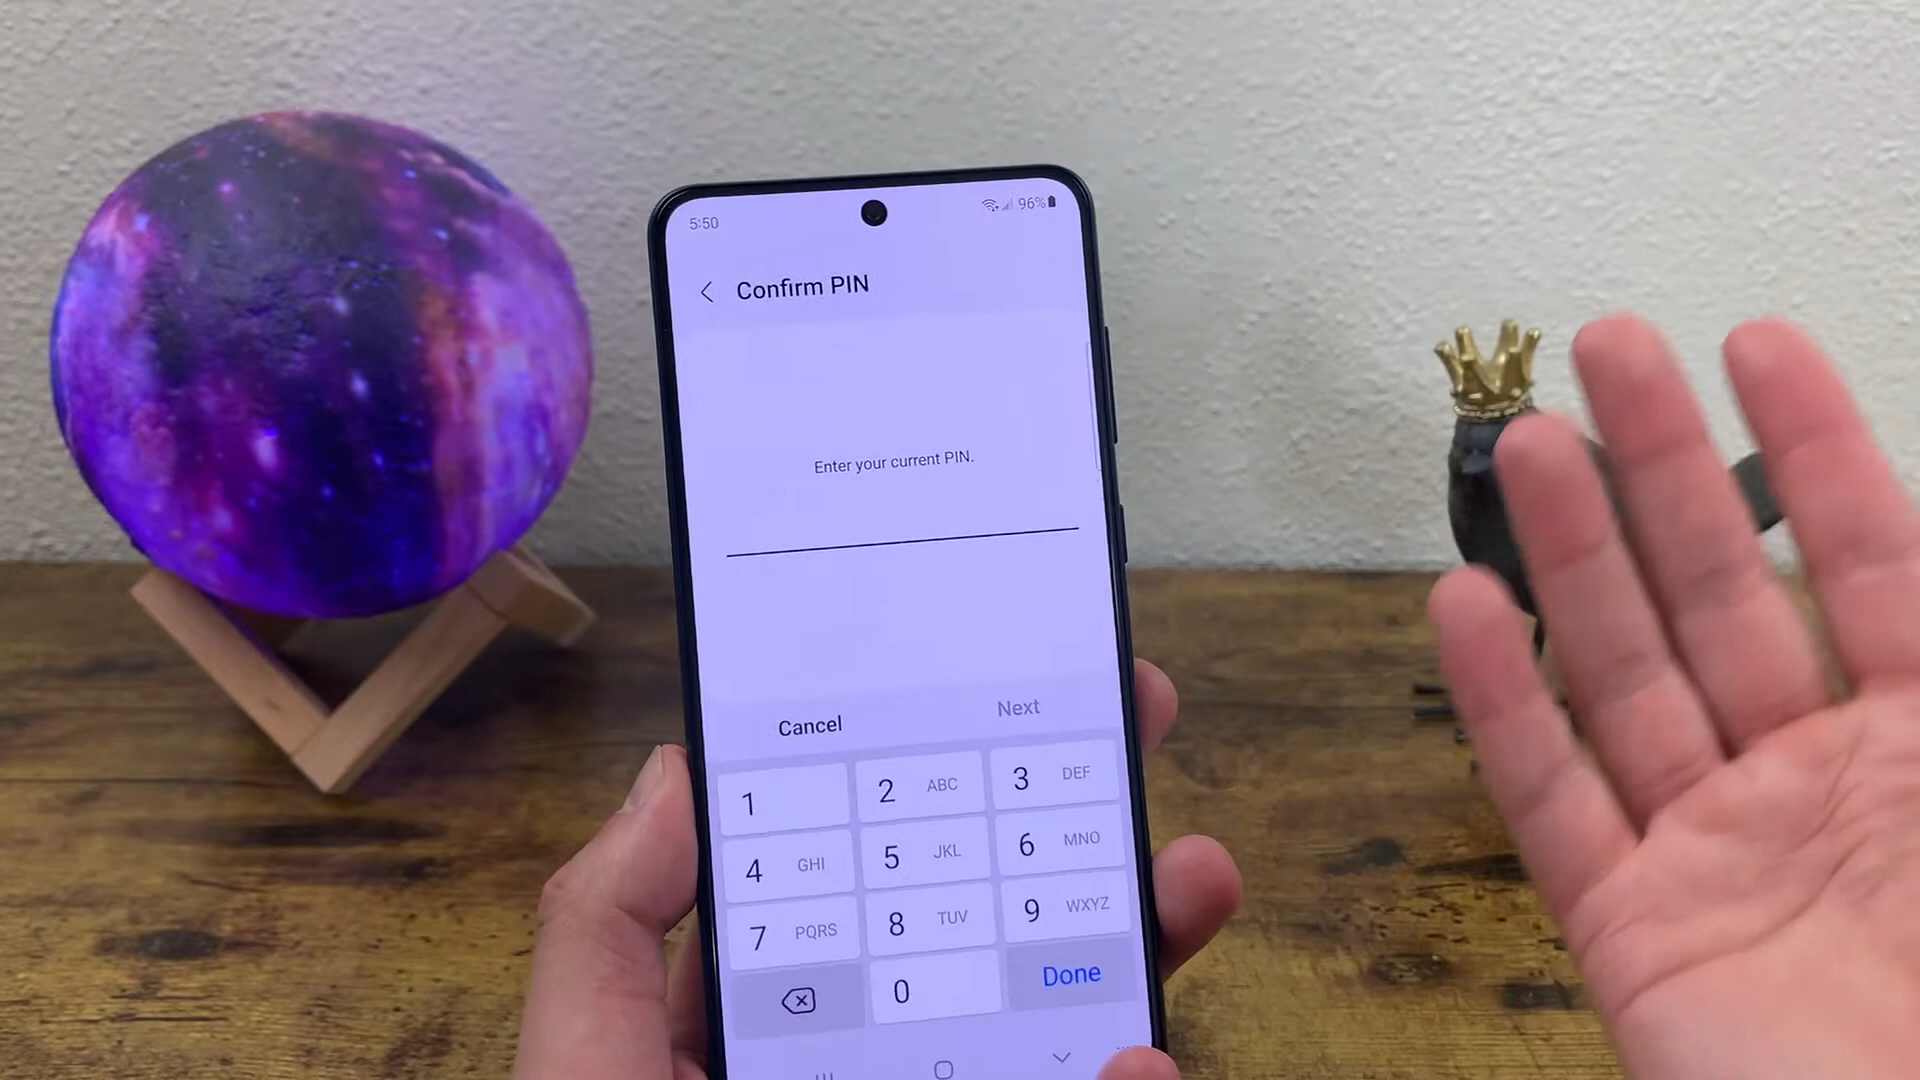 5:50
96%
Confirm PIN
Enter your current PIN.
Cancel Next
1 2 ABC 3 DEF
4 GHI 5 JKL 6 MNO
7 PQRS 8 TUV 9 WXYZ
0 Done